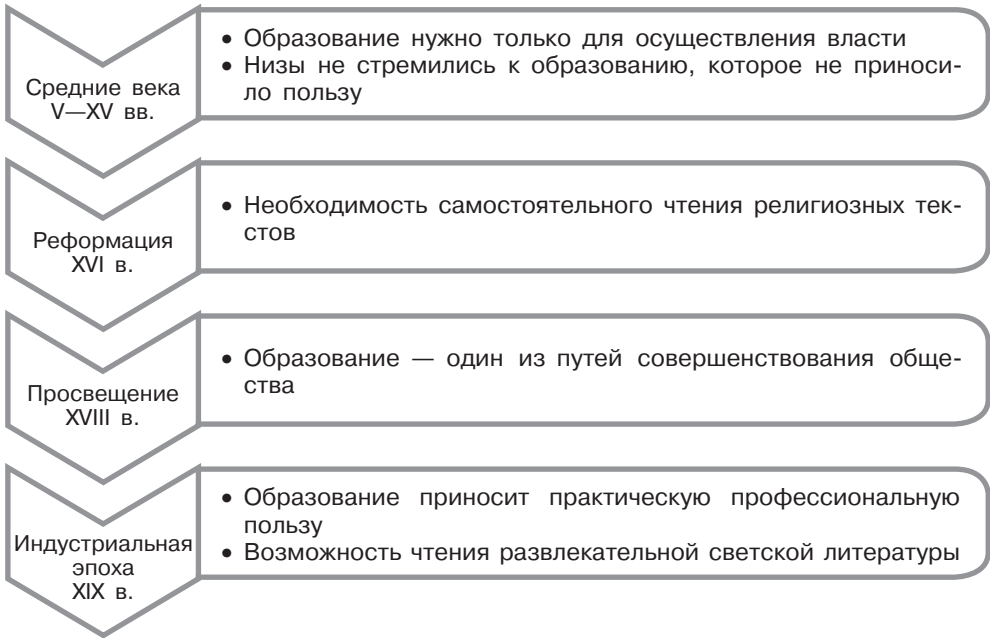 Средние века
V—XV вв.
• Образование нужно только для осуществления власти
• Низы не стремились к образованию, которое не приноси-
ло пользу
Реформация
XVI в.
• Необходимость самостоятельного чтения религиозных тек-
стов
Просвещение
XVIII в.
• Образование — один из путей совершенствования обще-
ства
Индустриальная
эпоха
XIX в.
• Образование приносит практическую профессиональную
пользу
• Возможность чтения развлекательной светской литературы